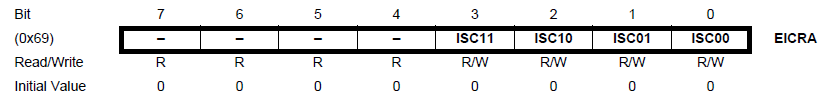 Bit 7 6 5 4 3 2 1 0
(0x69) – – – – ISC11 ISC10 ISC01 ISC00 EICRA
Read/Write R R R R R/W R/W R/W R/W
Initial Value 0 0 0 0 0 0 0 0